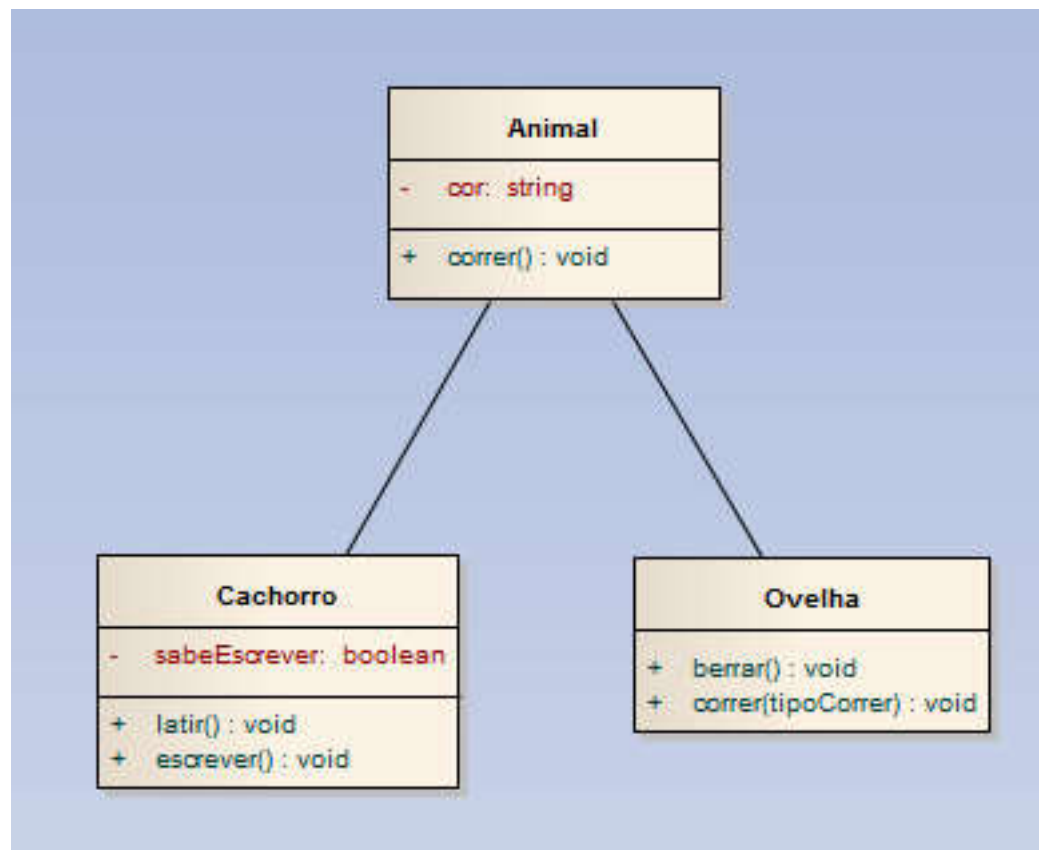 Animal
- cor: string
+ correr() : void
Cachorro
- sabeEscrever: boolean
+ latir() : void
+ escrever() : void
Ovelha
+ berrar() : void
+ correr(tipoCorrer) : void